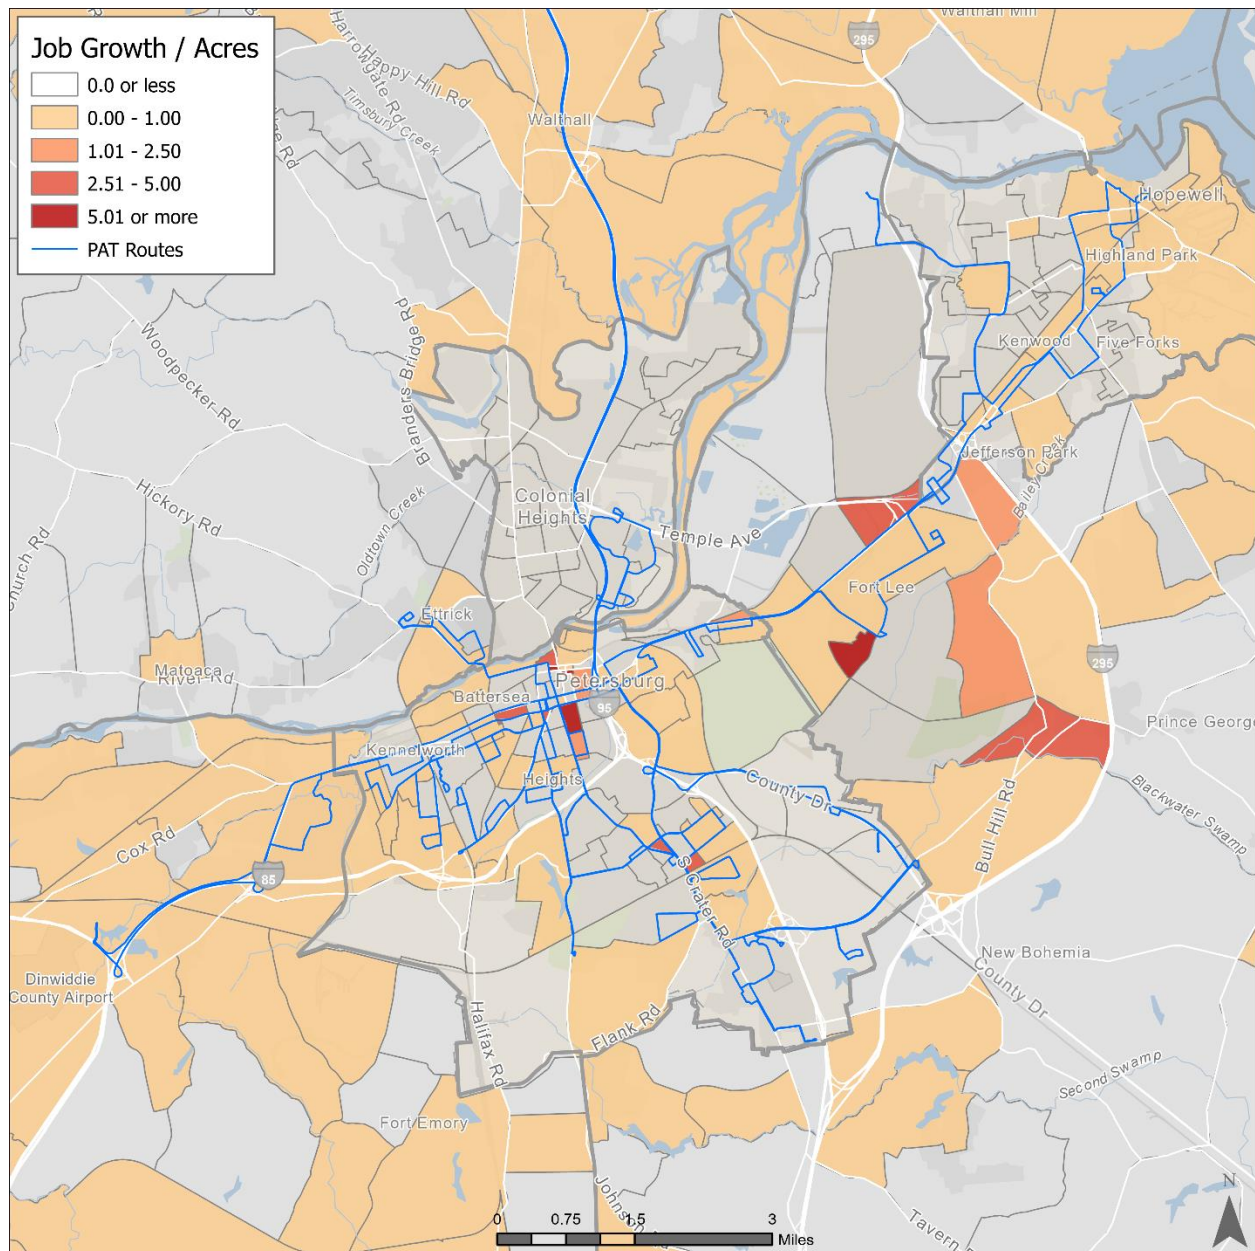 Job Growth / Acres
0.0 or less
0.00 - 1.00
1.01 - 2.50
2.51 - 5.00
5.01 or more
PAT Routes
Harrowgate Rd
Happy Hill Rd
Timsbury Creek
Walthall
Walthall Mill
295
Hopewell
Highland Park
Kenwood
Five Forks
Branders Bridge Rd
Woodpecker Rd
Jefferson Park
Bailey Creek
Hickory Rd
Oldtown Creek
Colonial
Heights
Temple Ave
Church Rd
Fort Lee
Ettrick
Matoaca
River Rd
Battersea
Petersburg
95
295
Prince George
Kennelworth
Heights
County Dr
Blackwater Swamp
Bull Hill Rd
Cox Rd
85
S Crater Rd
New Bohemia
County Dr
Dinwiddie
County Airport
Halifax Rd
Flank Rd
Second Swamp
Fort Emory
Johnson Rd
Tavern
N
0 0.75 1.5 3
Miles